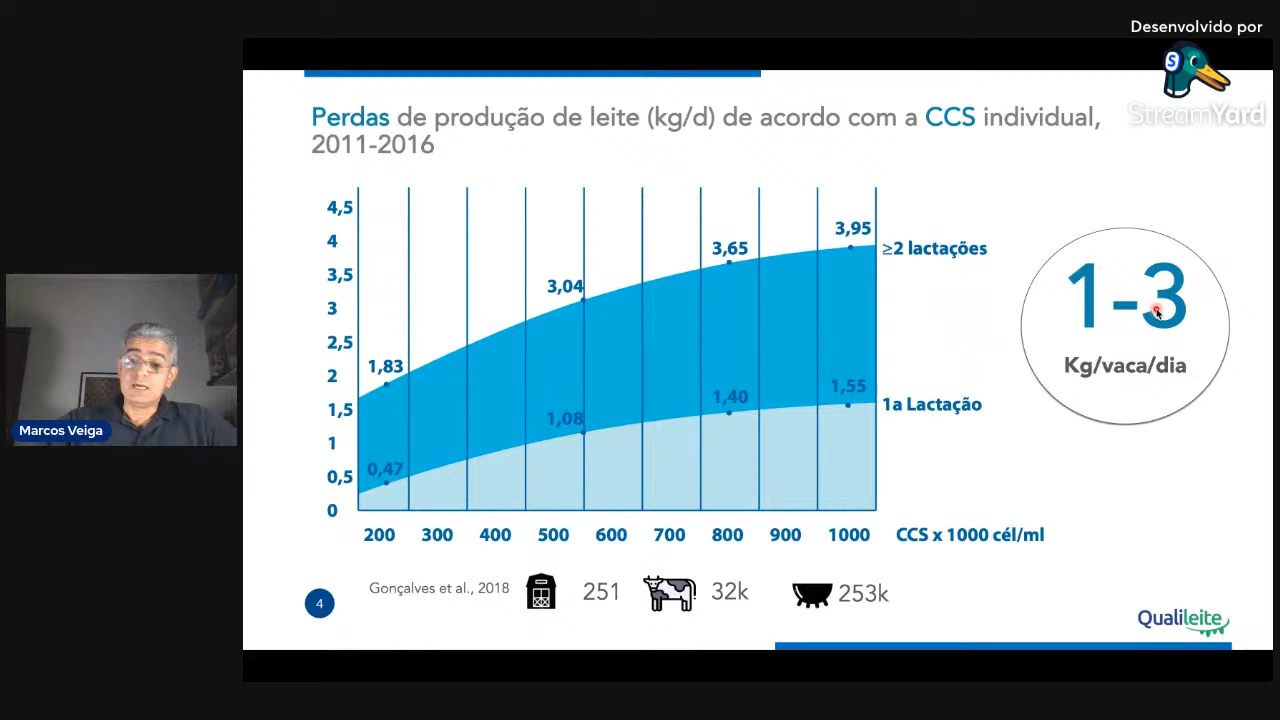 Desenvolvido por
S
StreamYard
Perdas de produção de leite (kg/d) de acordo com a CCS individual,
2011-2016
4,5
4
3,5
3
2,5
2
1,5
1
0,5
0
1,83
3,04
3,65
3,95
≥2 lactações
0,47
1,08
1,40
1,55
1a Lactação
200 300 400 500 600 700 800 900 1000 CCS x 1000 cél/ml
1-3
Kg/vaca/dia
Marcos Veiga
4
Gonçalves et al., 2018
251
32k
253k
Qualileite